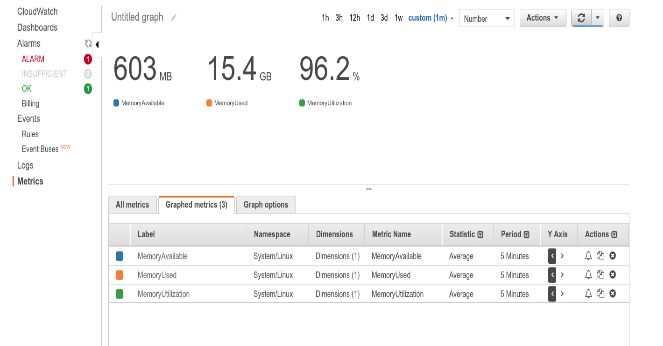 CloudWatch
Dashboards
Alarms
ALARM 1
INSUFFICIENT 0
OK 1
Billing
Events
Rules
Event Buses NEW
Logs
Metrics
Untitled graph
1h 3h 12h 1d 3d 1w custom (1m) Number Actions
603 MB 15.4 GB 96.2 %
MemoryAvailable MemoryUsed MemoryUtilization
All metrics Graphed metrics (3) Graph options
Label Namespace Dimensions Metric Name Statistic Period Y Axis Actions
MemoryAvailable System/Linux Dimensions (1) MemoryAvailable Average 5 Minutes < >
MemoryUsed System/Linux Dimensions (1) MemoryUsed Average 5 Minutes < >
MemoryUtilization System/Linux Dimensions (1) MemoryUtilization Average 5 Minutes < >